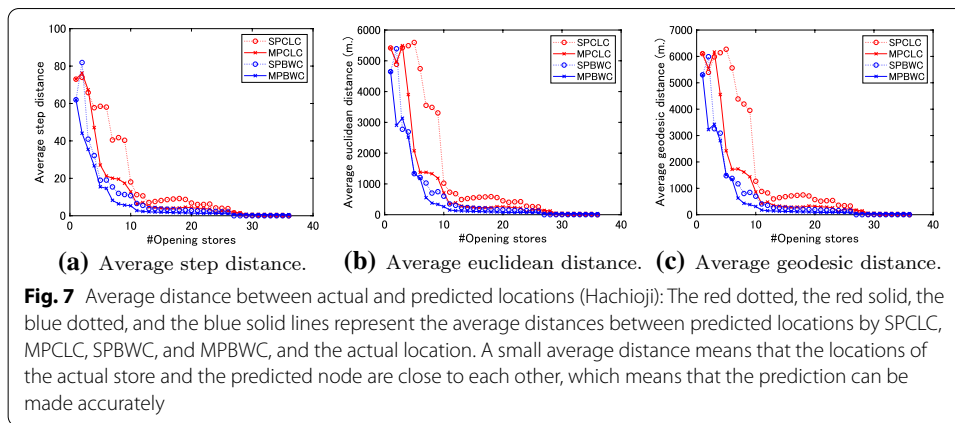 100
80
60
40
20
0
0 10 20 30 40
Average step distance
#Opening stores
SPCLC
MPCLC
SPBWC
MPBWC
(a) Average step distance.
6000
5000
4000
3000
2000
1000
0
0 10 20 30 40
Average euclidean distance (m.)
#Opening stores
SPCLC
MPCLC
SPBWC
MPBWC
(b) Average euclidean distance.
7000
6000
5000
4000
3000
2000
1000
0
0 10 20 30 40
Average geodesic distance (m.)
#Opening stores
SPCLC
MPCLC
SPBWC
MPBWC
(c) Average geodesic distance.
Fig. 7 Average distance between actual and predicted locations (Hachioji): The red dotted, the red solid, the
blue dotted, and the blue solid lines represent the average distances between predicted locations by SPCLC,
MPCLC, SPBWC, and MPBWC, and the actual location. A small average distance means that the locations of
the actual store and the predicted node are close to each other, which means that the prediction can be
made accurately